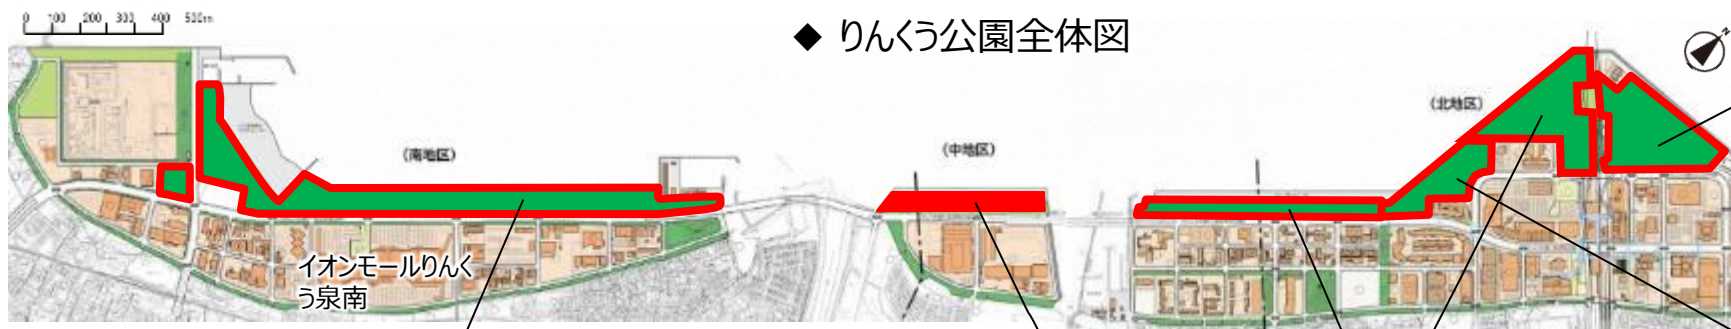 0 100 200 300 400 500m
◆ りんくう公園全体図
N
(北地区)
(南地区)
(中地区)
イオンモールりんく
う泉南